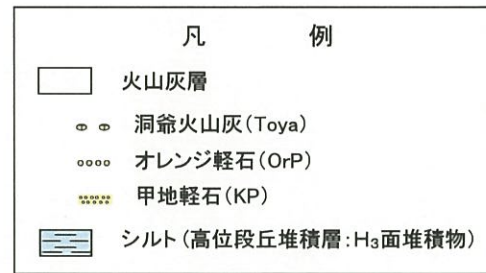 凡 例
火山灰層
洞爺火山灰(Toya)
オレンジ軽石(OrP)
甲地軽石(KP)
シルト(高位段丘堆積層:H₃面堆積物)